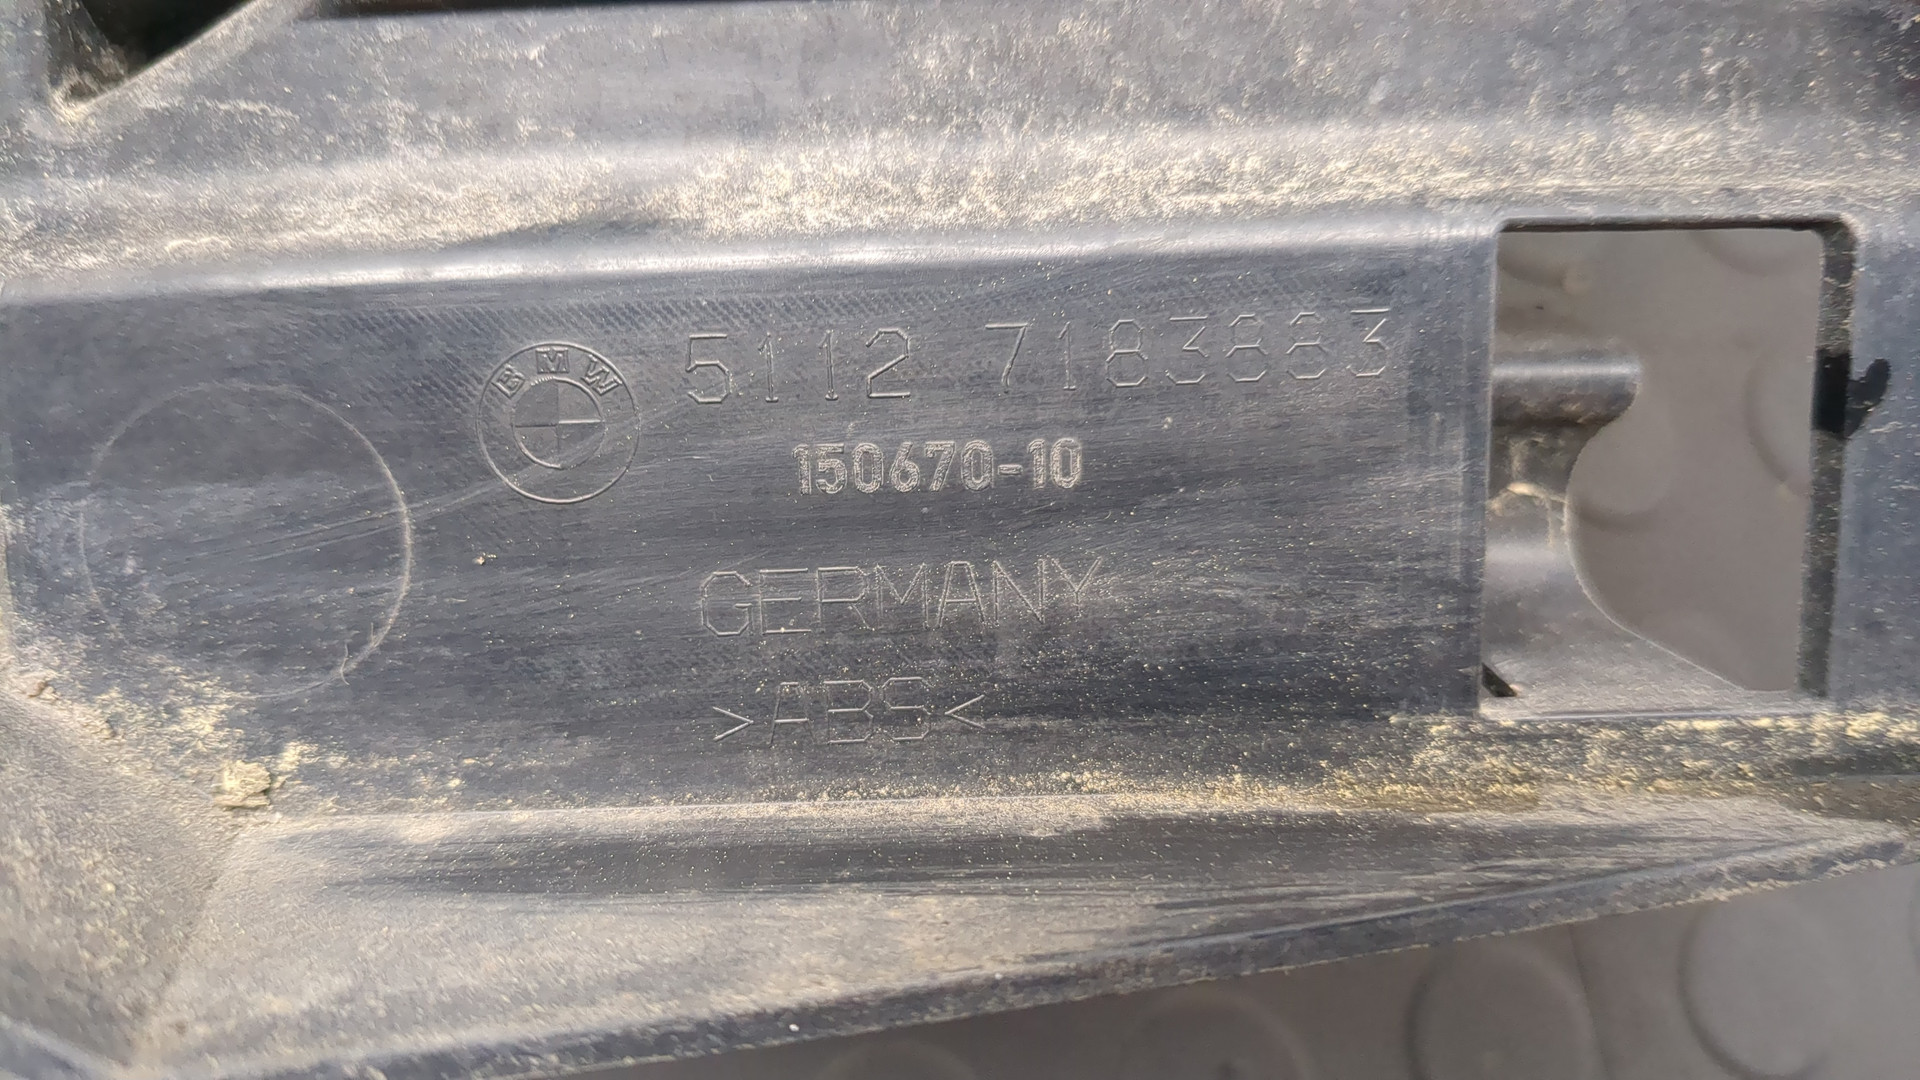 BMW
5112 7183883
150670-10
GERMANY
>ABS<